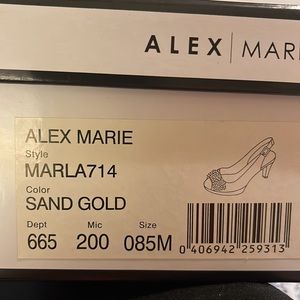 ALEX | MARI
ALEX MARIE
Style
MARLA714
Color
SAND GOLD
Dept Mic Size
665 200 085M
0 406942 259313